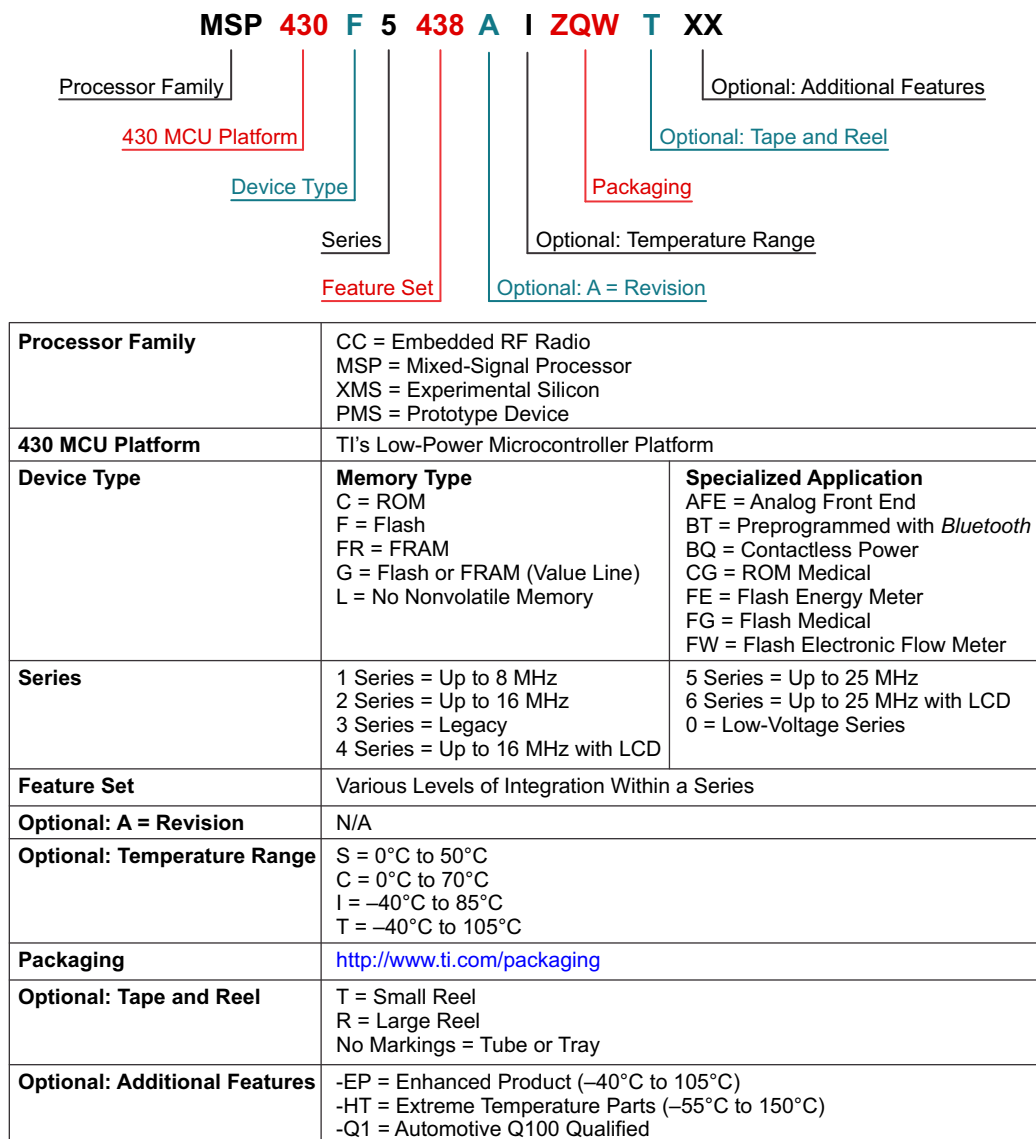 MSP 430 F 5 438 A I ZQW T XX
Processor Family
Optional: Additional Features
430 MCU Platform
Optional: Tape and Reel
Device Type
Packaging
Series
Optional: Temperature Range
Feature Set
Optional: A = Revision
Processor Family
CC = Embedded RF Radio
MSP = Mixed-Signal Processor
XMS = Experimental Silicon
PMS = Prototype Device
430 MCU Platform
TI's Low-Power Microcontroller Platform
Device Type
Memory Type
C = ROM
F = Flash
FR = FRAM
G = Flash or FRAM (Value Line)
L = No Nonvolatile Memory
Specialized Application
AFE = Analog Front End
BT = Preprogrammed with Bluetooth
BQ = Contactless Power
CG = ROM Medical
FE = Flash Energy Meter
FG = Flash Medical
FW = Flash Electronic Flow Meter
Series
1 Series = Up to 8 MHz
2 Series = Up to 16 MHz
3 Series = Legacy
4 Series = Up to 16 MHz with LCD
5 Series = Up to 25 MHz
6 Series = Up to 25 MHz with LCD
0 = Low-Voltage Series
Feature Set
Various Levels of Integration Within a Series
Optional: A = Revision
N/A
Optional: Temperature Range
S = 0°C to 50°C
C = 0°C to 70°C
I = –40°C to 85°C
T = –40°C to 105°C
Packaging
http://www.ti.com/packaging
Optional: Tape and Reel
T = Small Reel
R = Large Reel
No Markings = Tube or Tray
Optional: Additional Features
-EP = Enhanced Product (–40°C to 105°C)
-HT = Extreme Temperature Parts (–55°C to 150°C)
-Q1 = Automotive Q100 Qualified